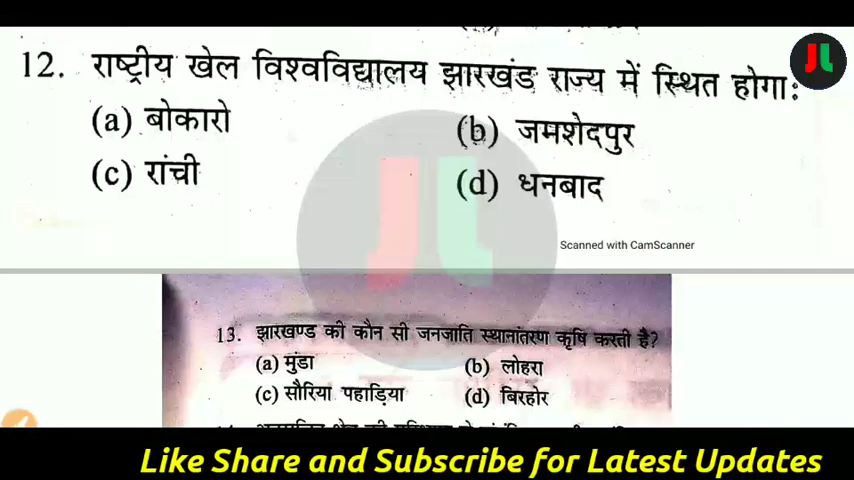 12. राष्ट्रीय खेल विश्वविद्यालय झारखंड राज्य में स्थित होगा:
(a) बोकारो (b) जमशेदपुर
(c) रांची (d) धनबाद
Scanned with CamScanner
13. झारखण्ड की कौन सी जनजाति स्थानांतरण कृषि करती है?
(a) मुंडा (b) लोहरा
(c) सौरिया पहाड़िया (d) बिरहोर
Like Share and Subscribe for Latest Updates